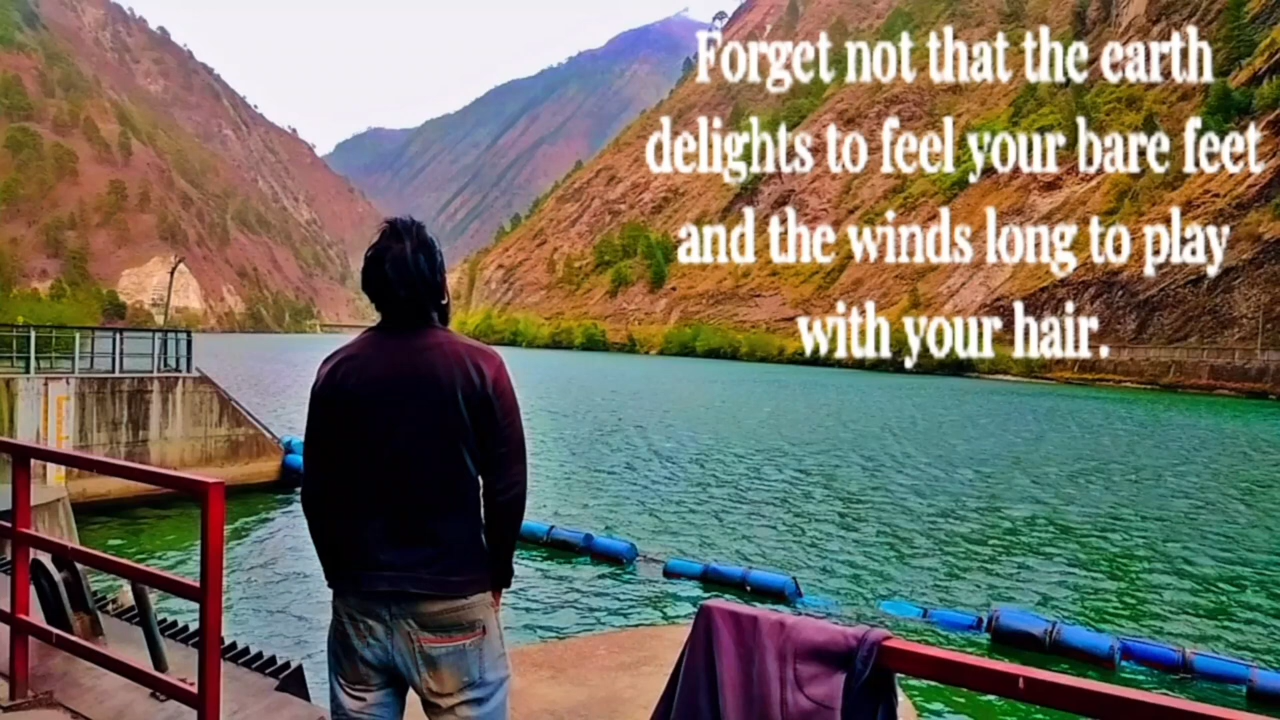 Forget not that the earth
delights to feel your bare feet
and the winds long to play
with your hair.